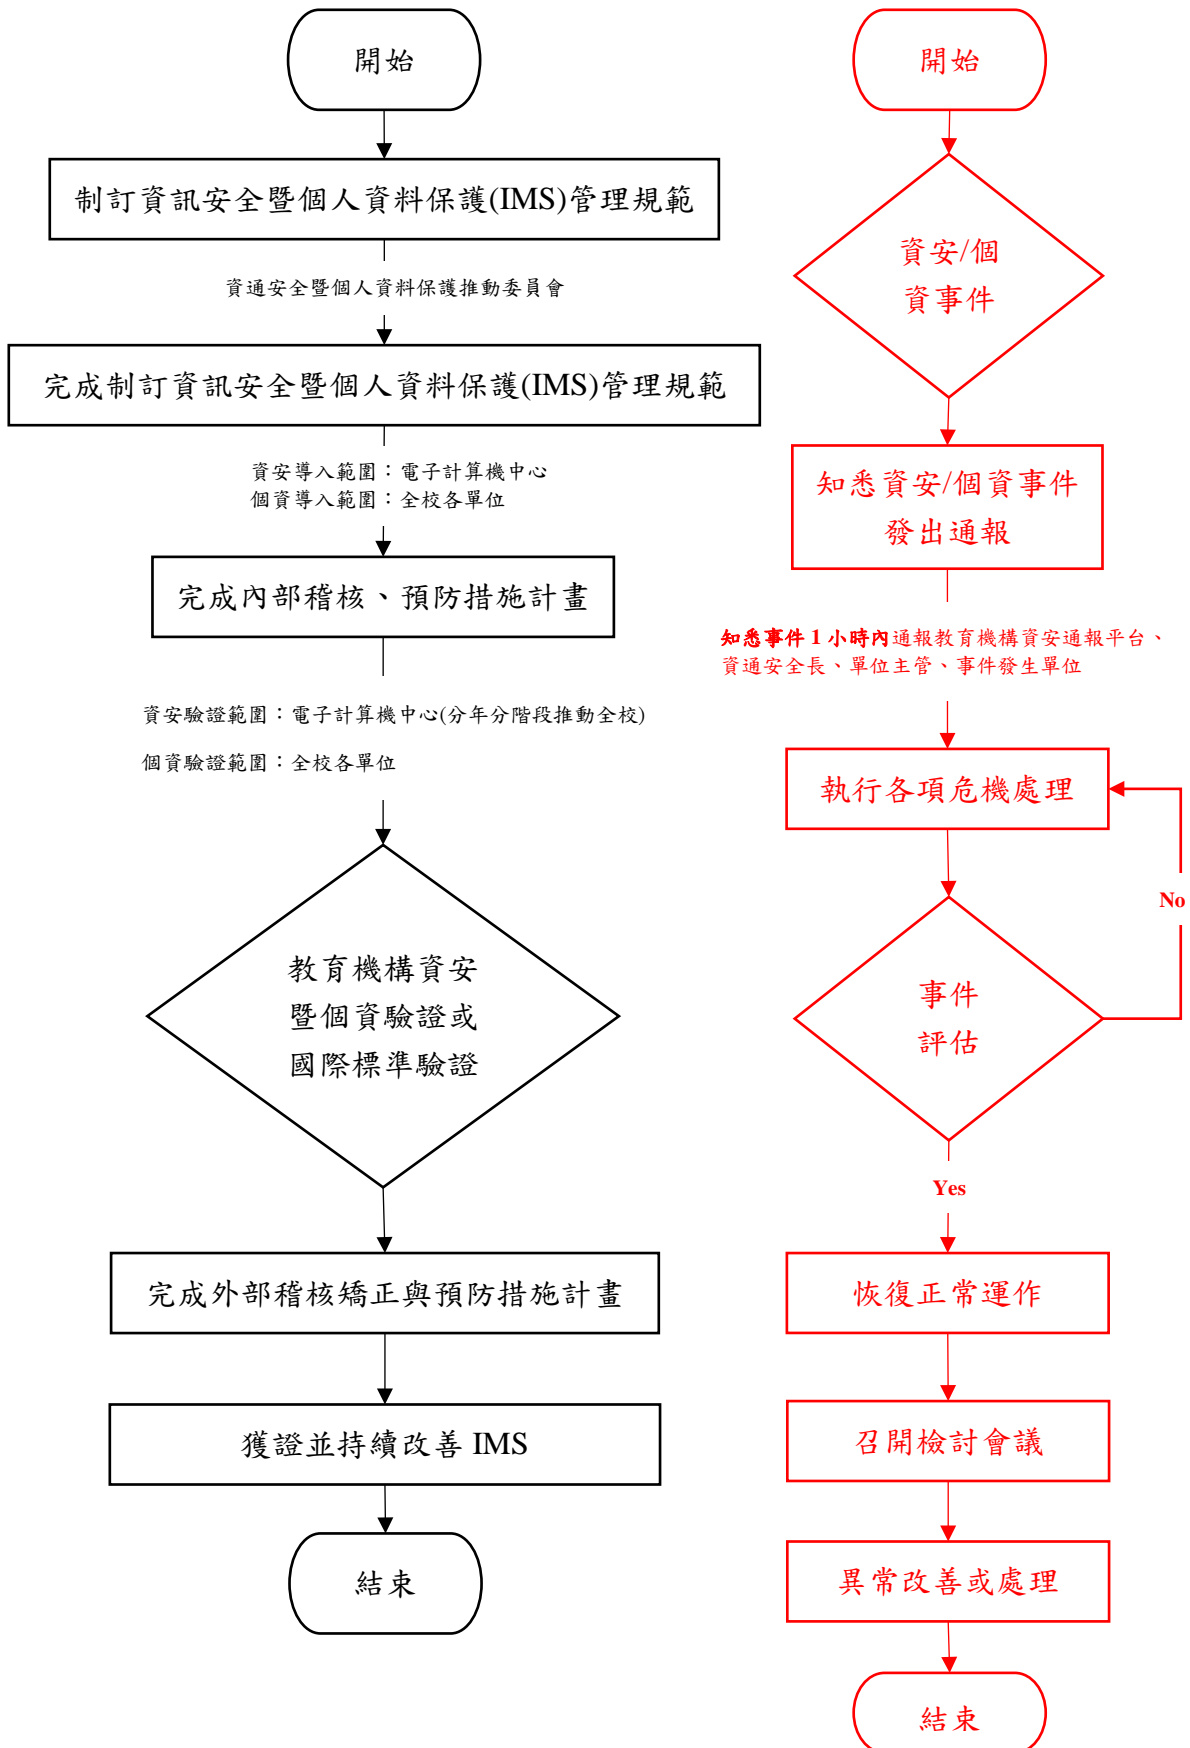 開始
制訂資訊安全暨個人資料保護(IMS)管理規範
資通安全暨個人資料保護推動委員會
完成制訂資訊安全暨個人資料保護(IMS)管理規範
資安導入範圍：電子計算機中心
個資導入範圍：全校各單位
完成內部稽核、預防措施計畫
資安驗證範圍：電子計算機中心(分年分階段推動全校)
個資驗證範圍：全校各單位
教育機構資安
暨個資驗證或
國際標準驗證
完成外部稽核矯正與預防措施計畫
獲證並持續改善 IMS
結束
開始
資安/個
資事件
知悉資安/個資事件
發出通報
知悉事件 1 小時內通報教育機構資安通報平台、
資通安全長、單位主管、事件發生單位
執行各項危機處理
No
事件
評估
Yes
恢復正常運作
召開檢討會議
異常改善或處理
結束